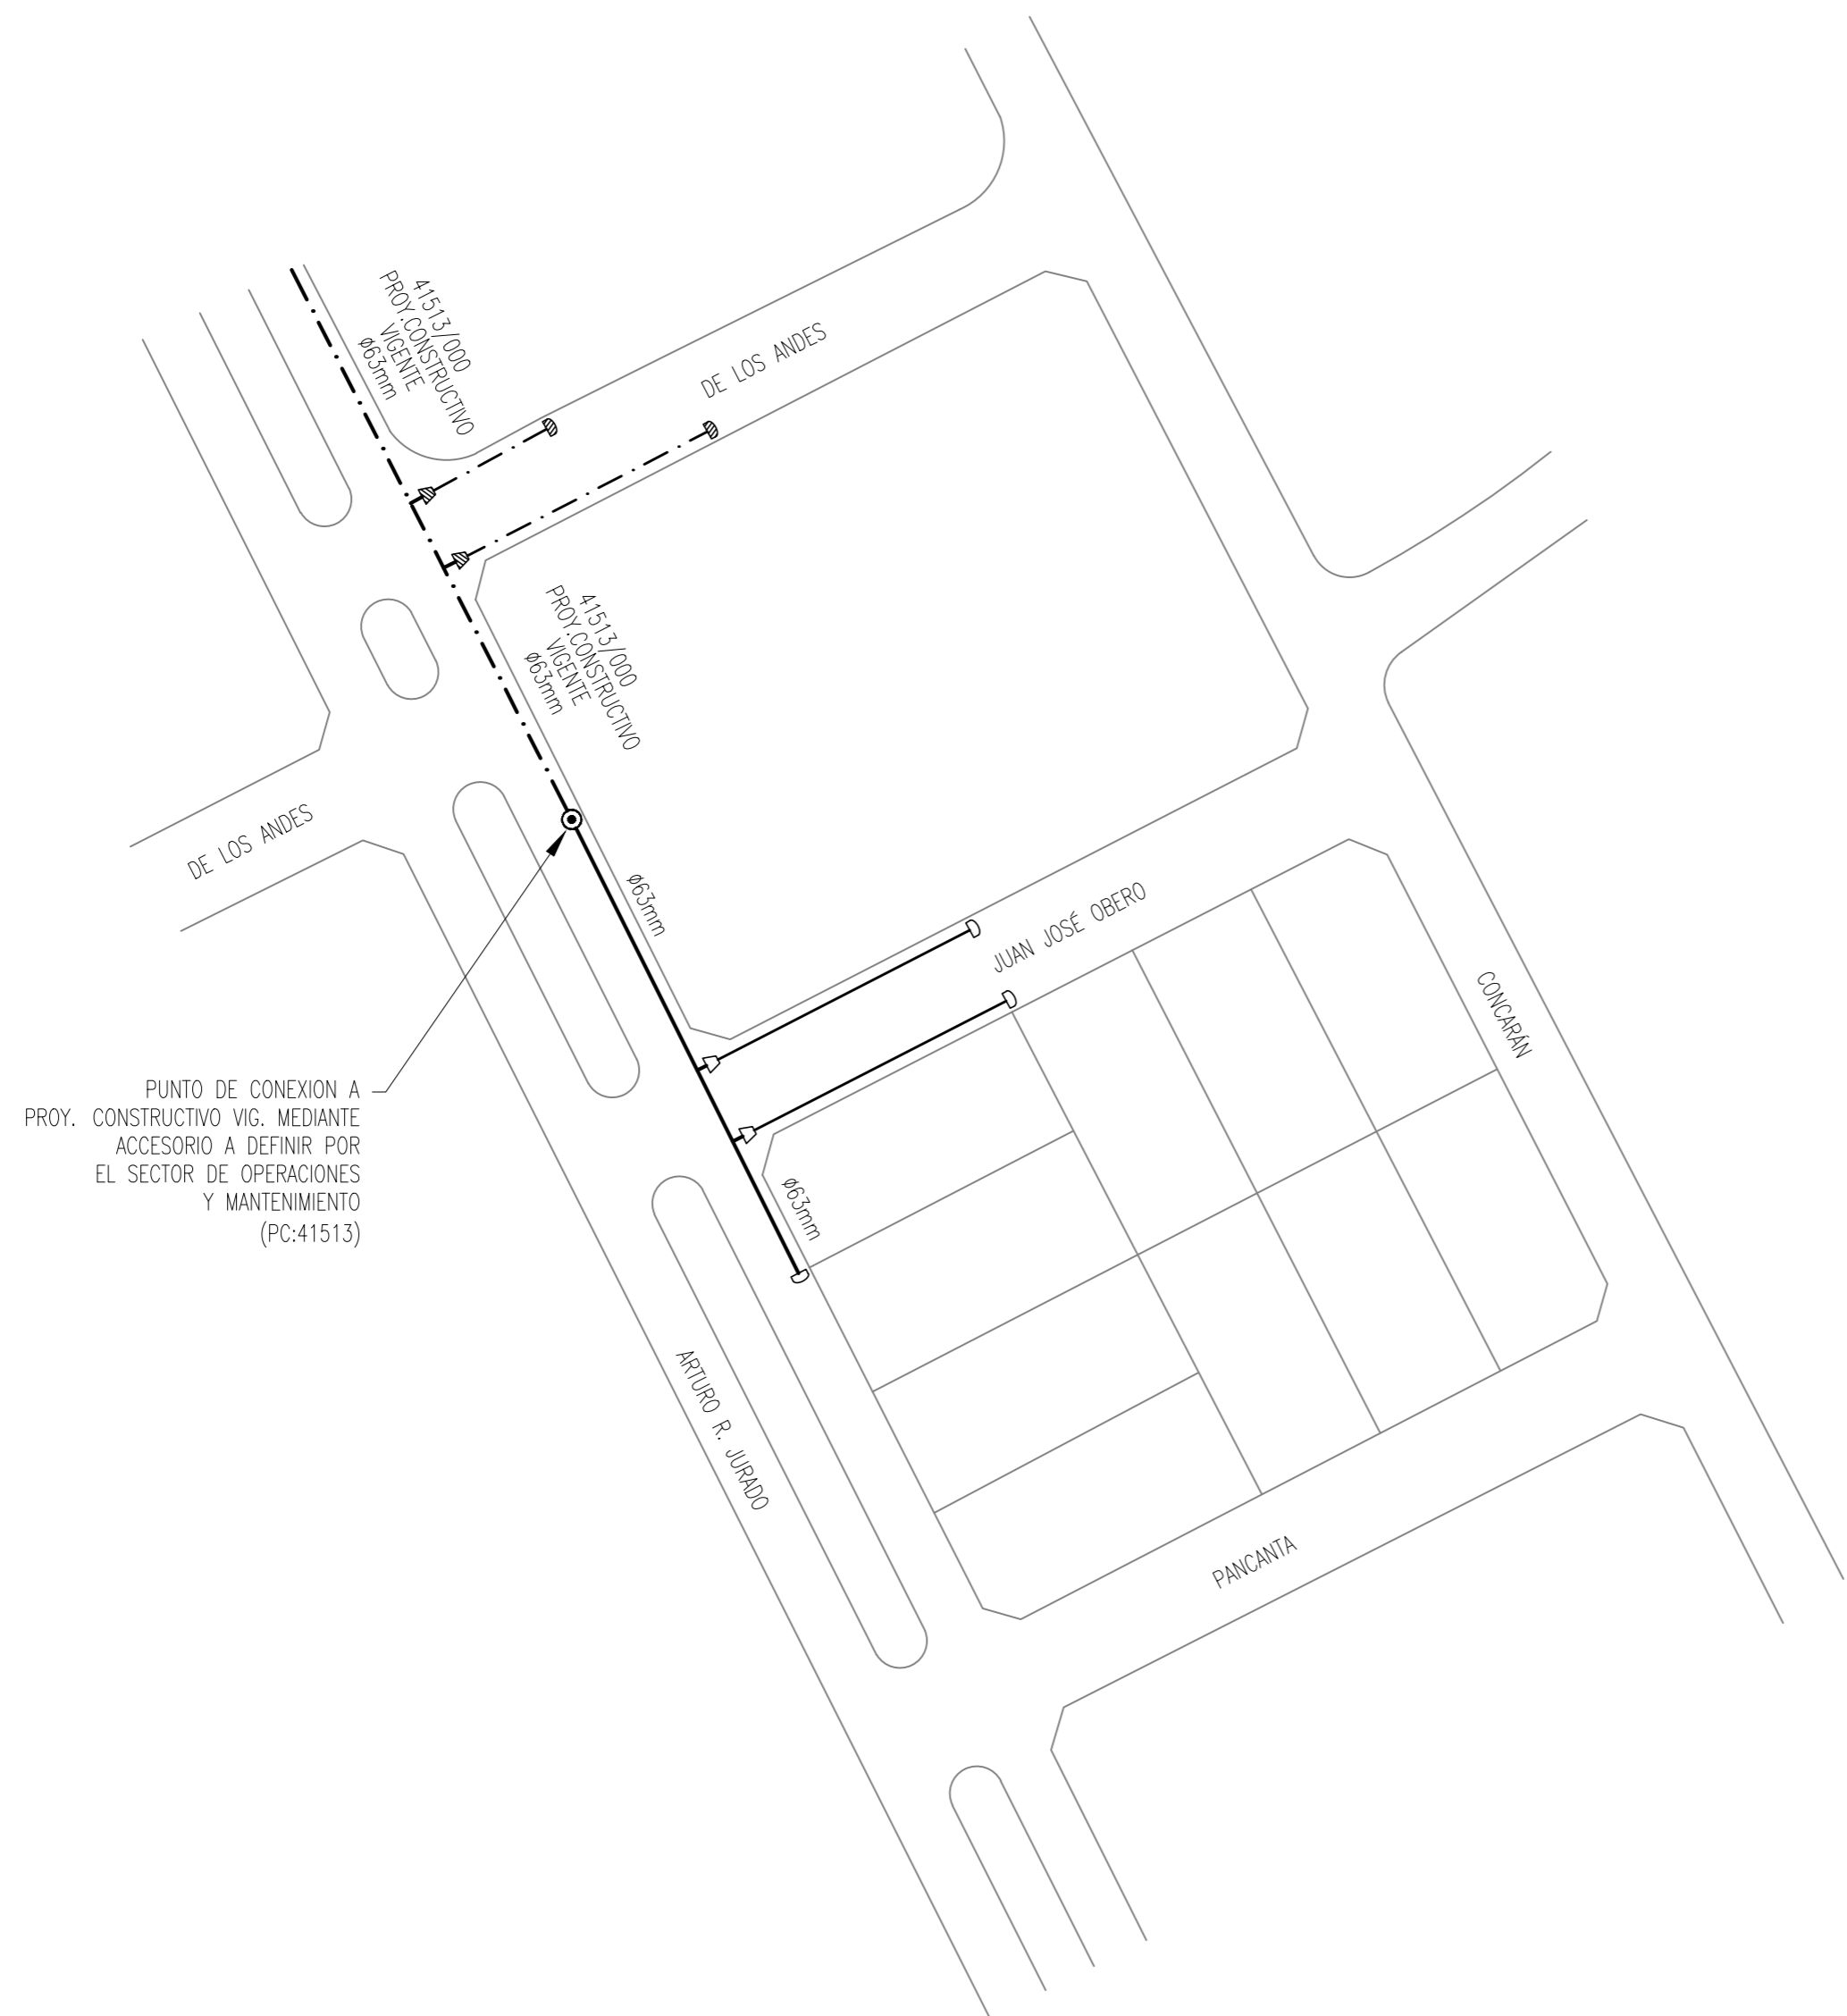 41513/000
PROY.CONSTRUCTIVO
VIGENTE
ø63mm
DE LOS ANDES
41513/000
PROY.CONSTRUCTIVO
VIGENTE
ø63mm
DE LOS ANDES
ø63mm
JUAN JOSÉ OBERO
CONCARÁN
PUNTO DE CONEXION A
PROY. CONSTRUCTIVO VIG. MEDIANTE
ACCESORIO A DEFINIR POR
EL SECTOR DE OPERACIONES
Y MANTENIMIENTO
(PC:41513)
ø63mm
ARTURO R. JURADO
PANCANTA